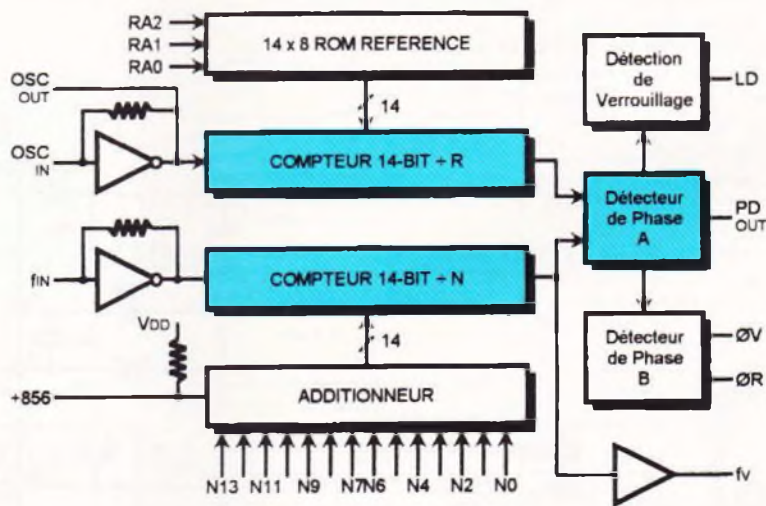 RA2
RA1
RA0
14 x 8 ROM REFERENCE
14
OSC
OUT
OSC
IN
COMPTEUR 14-BIT ÷ R
fIN
COMPTEUR 14-BIT ÷ N
VDD
14
+856
ADDITIONNEUR
N13 N11 N9 N7 N6 N4 N2 N0
Détection
de
Verrouillage
LD
Détecteur
de Phase
A
PD
OUT
Détecteur
de Phase
B
ØV
ØR
fV